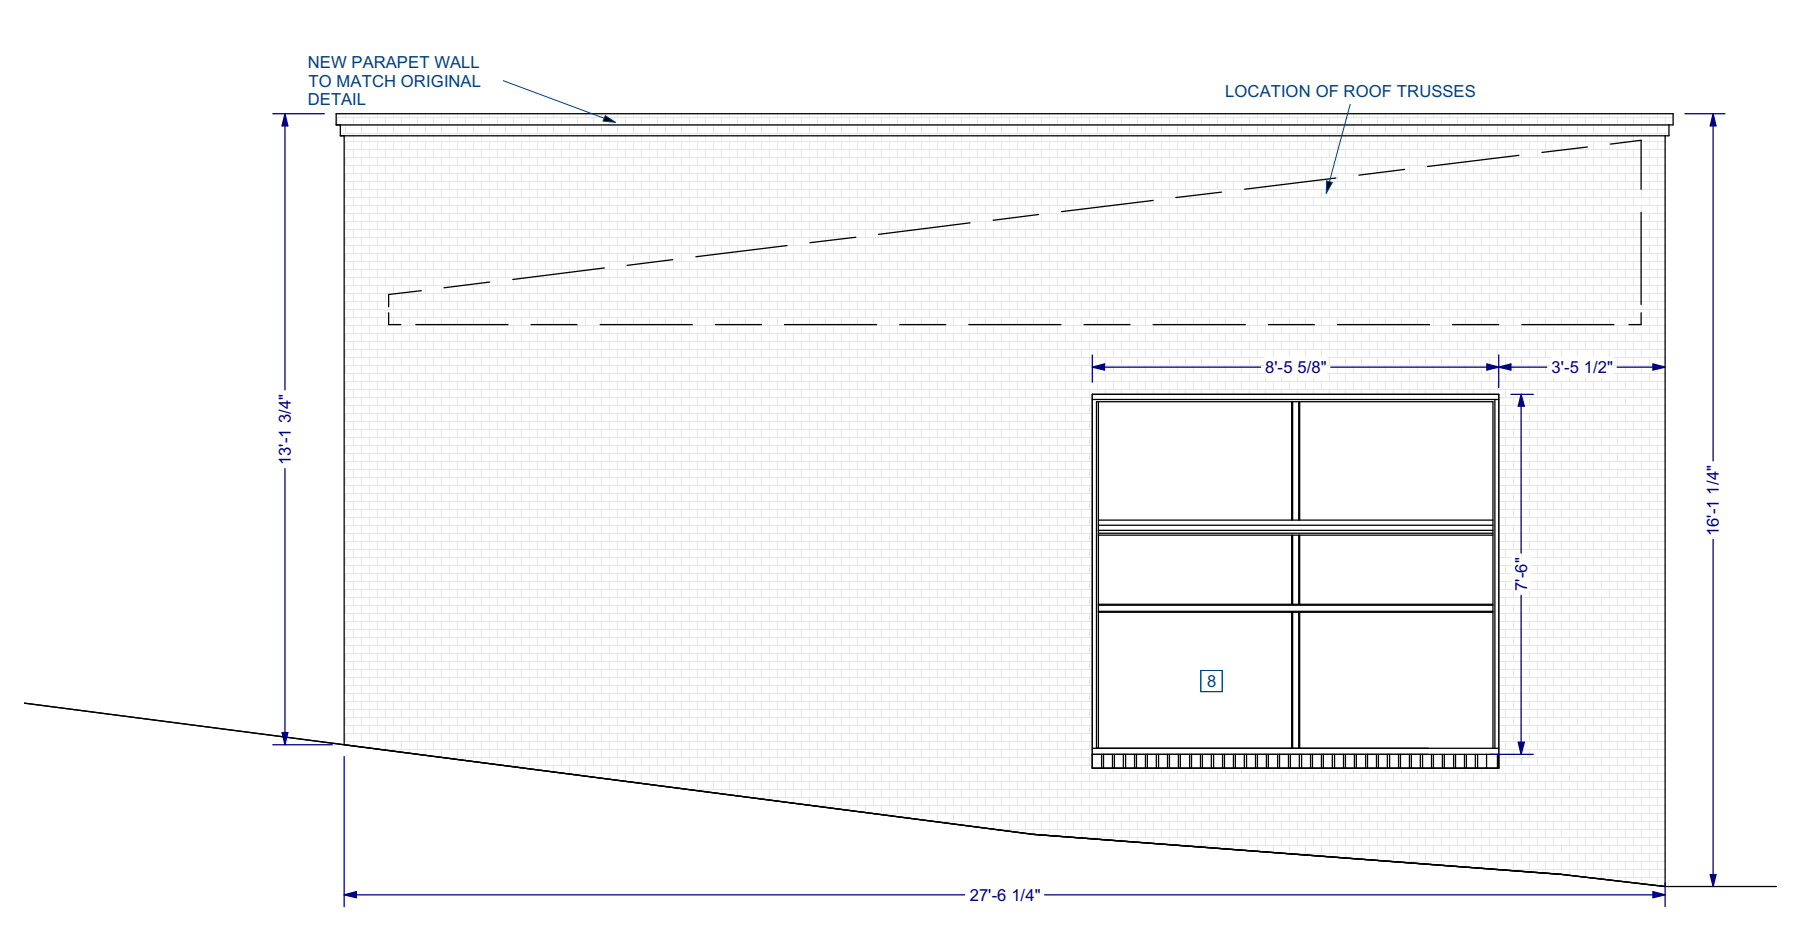 NEW PARAPET WALL
TO MATCH ORIGINAL
DETAIL
LOCATION OF ROOF TRUSSES
8'-5 5/8"
3'-5 1/2"
13'-1 3/4"
16'-1 1/4"
7'-6"
8
27'-6 1/4"